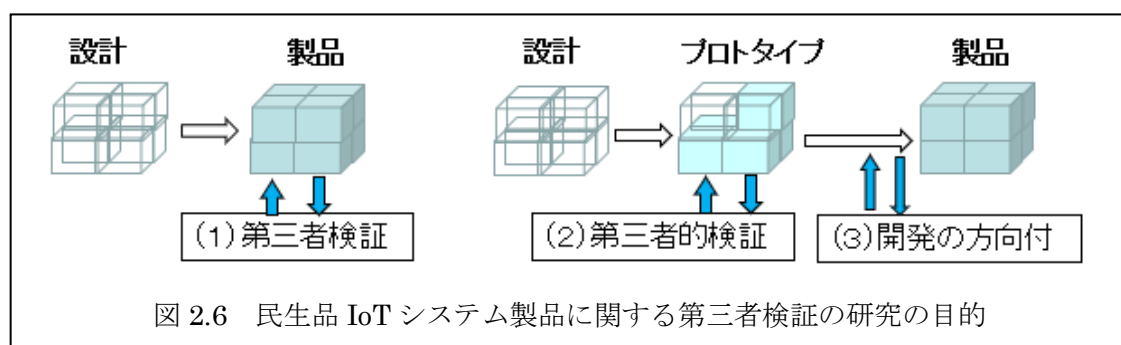 設計
製品
設計
プロトタイプ
製品
(1)第三者検証
(2)第三者的検証
(3)開発の方向付
図 2.6 民生品 IoT システム製品に関する第三者検証の研究の目的